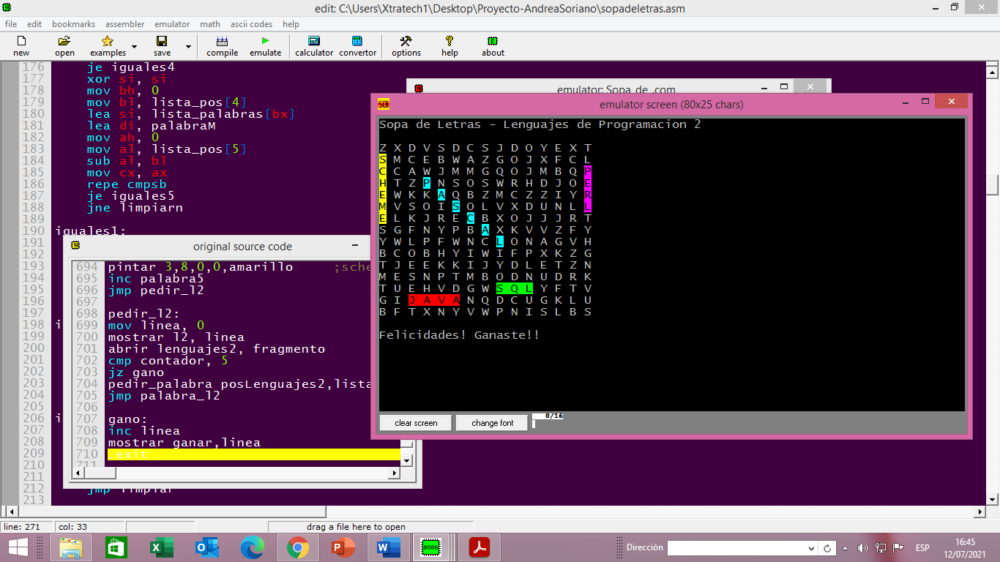 edit: C:\Users\Xtratech1\Desktop\Proyecto-AndreaSoriano\sopadeletras.asm
file edit bookmarks assembler emulator math ascii codes help
new open examples save compile emulate calculator convertor options help about
176 je iguales4
177 xor si, si
178 mov bh, 0
179 mov bl, lista_pos[4]
180 lea si, lista_palabras[bx]
181 lea di, palabraM
182 mov ah, 0
183 mov al, lista_pos[5]
184 sub al, bl
185 mov cx, ax
186 repe cmpsb
187 je iguales5
188 jne limpiarn
189
190 iguales1:
191
192
193
194
195
196
197
198
199
200
201
202
203
204
205
206
207
208
209
210
211
212 jmp limpiar
213
emulator: Sopa de .com
original source code
694 pintar 3,8,0,0,amarillo ;sche
695 inc palabra5
696 jmp pedir_l2
697
698 pedir_l2:
699 mov linea, 0
700 mostrar l2, linea
701 abrir lenguajes2, fragmento
702 cmp contador, 5
703 jz gano
704 pedir_palabra posLenguajes2,lista
705 jmp palabra_l2
706
707 gano:
708 inc linea
709 mostrar ganar,linea
710 .exit
711
emulator screen (80x25 chars)
Sopa de Letras - Lenguajes de Programacion 2
Z X D V S D C S J D O Y E X T
S M C E B W A Z G O J X F C L
C C A W J M M G Q O J M B Q P
H T Z P N S O S W R H D J O E
E W K K A Q B Z M C Z Z I Y R
M V S O I S O L V X D U N L L
E L K J R E C B X O J J J R T
S G F N Y P B A X K V V Z F Y
Y W L P F W N C L O N A G V H
B C O B H Y I W I F P X K Z G
T J E E K K I J Y D L E T Z N
M E S N P T M B O D N U D R K
T U E H V D G W S Q L Y F T V
G I J A V A N Q D C U G K L U
B F T X N Y V W P N I S L B S
Felicidades! Ganaste!!
clear screen change font 0/16
line: 271 col: 33 drag a file here to open
Dirección ESP 16:45
12/07/2021